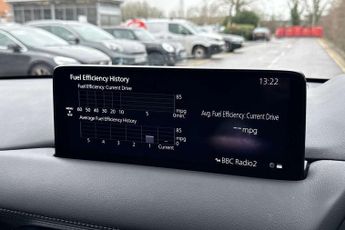 Fuel Efficiency History
13:22
Fuel Efficiency: Current Drive
85
mpg
60 50 40 30 20 10 5 0min.
Average Fuel Efficiency: History
85
mpg
5 4 3 2 1 Current
Avg. Fuel Efficiency: Current Drive
--- mpg
BBC Radio2